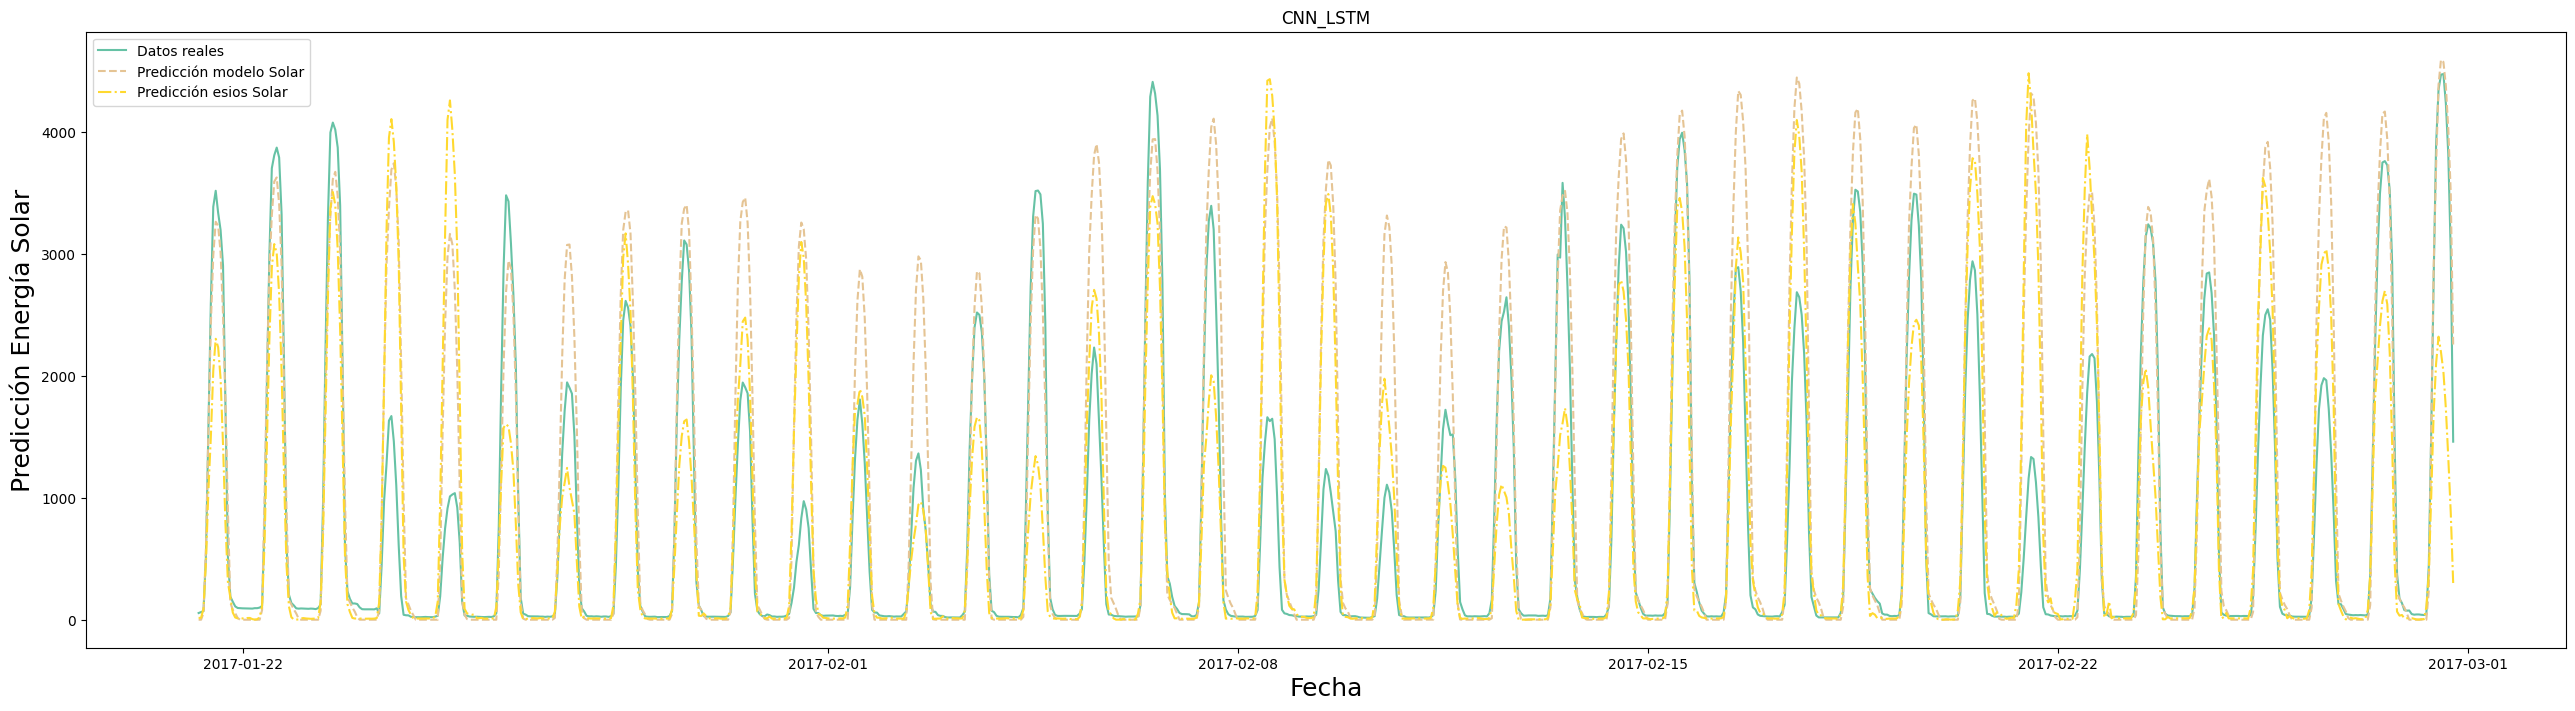 CNN_LSTM
Datos reales
Predicción modelo Solar
Predicción esios Solar
Predicción Energía Solar
4000
3000
2000
1000
0
2017-01-22
2017-02-01
2017-02-08
2017-02-15
2017-02-22
2017-03-01
Fecha